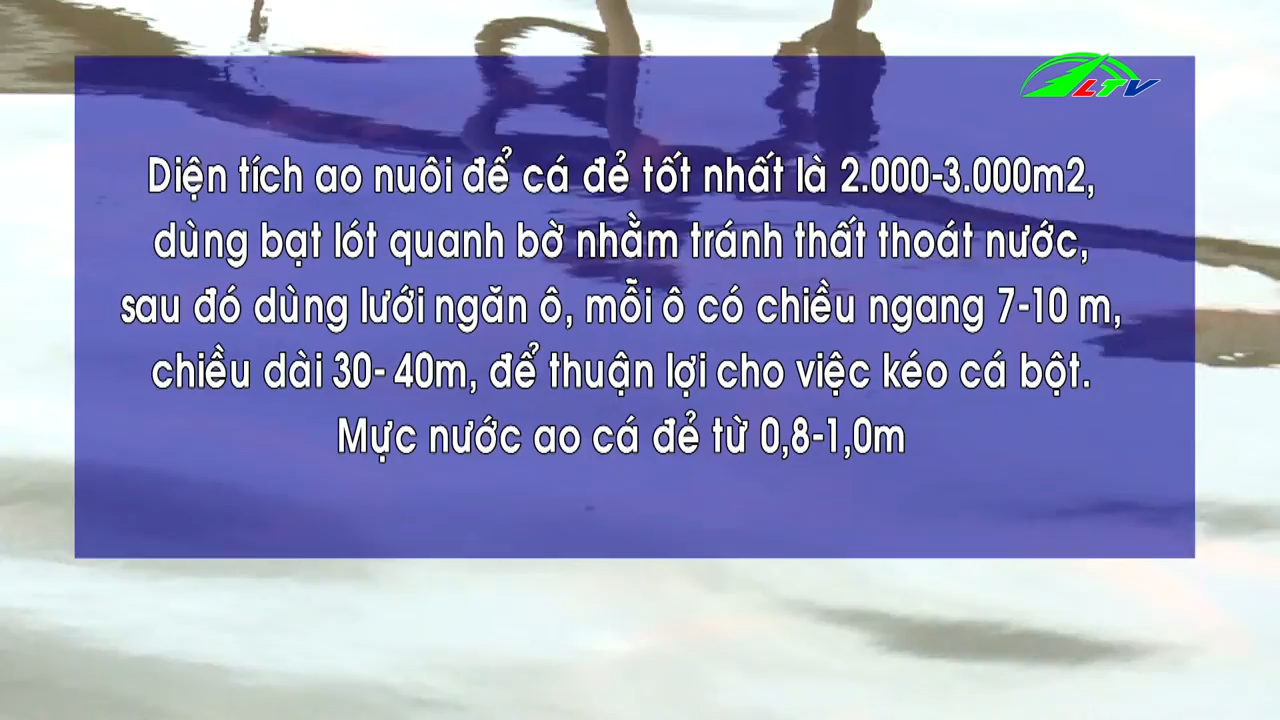 LTV
Diện tích ao nuôi để cá đẻ tốt nhất là 2.000-3.000m2,
dùng bạt lót quanh bờ nhằm tránh thất thoát nước,
sau đó dùng lưới ngăn ô, mỗi ô có chiều ngang 7-10 m,
chiều dài 30- 40m, để thuận lợi cho việc kéo cá bột.
Mực nước ao cá đẻ từ 0,8-1,0m